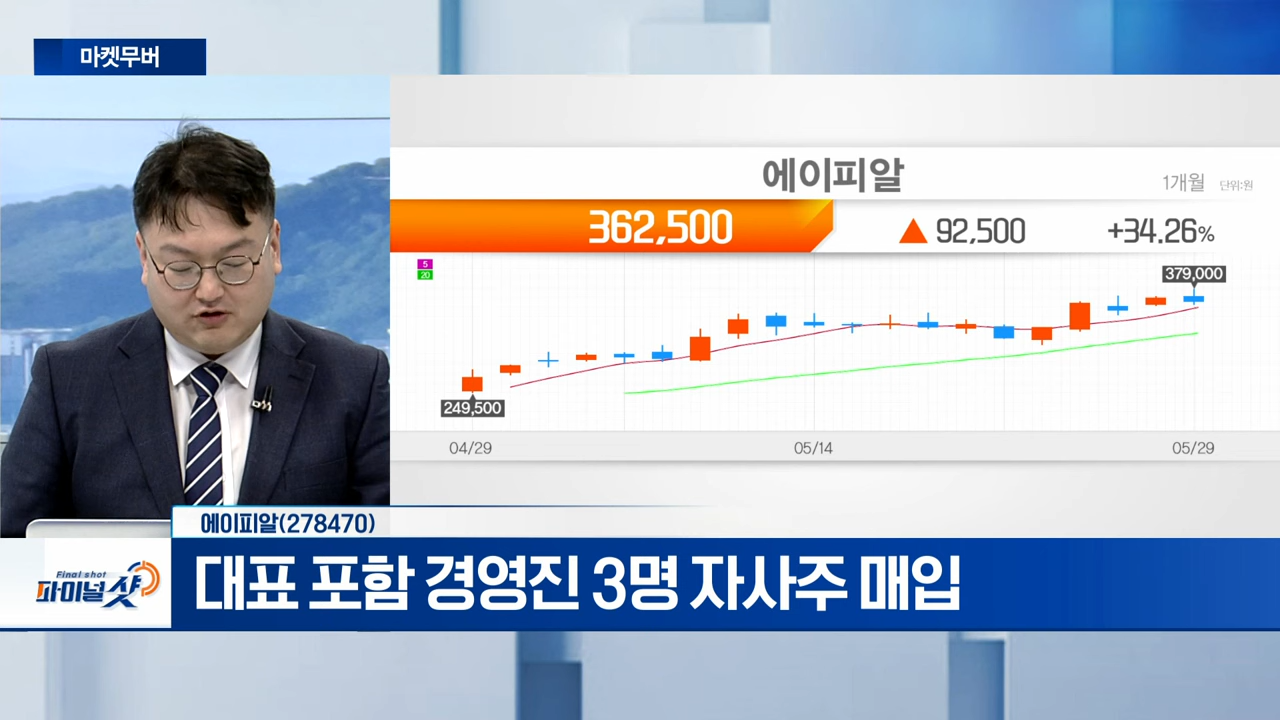 마켓무버
에이피알
1개월 단위:원
362,500 ▲ 92,500 +34.26%
5
20
379,000
249,500
04/29 05/14 05/29
에이피알(278470)
Final shot
파이널샷
대표 포함 경영진 3명 자사주 매입